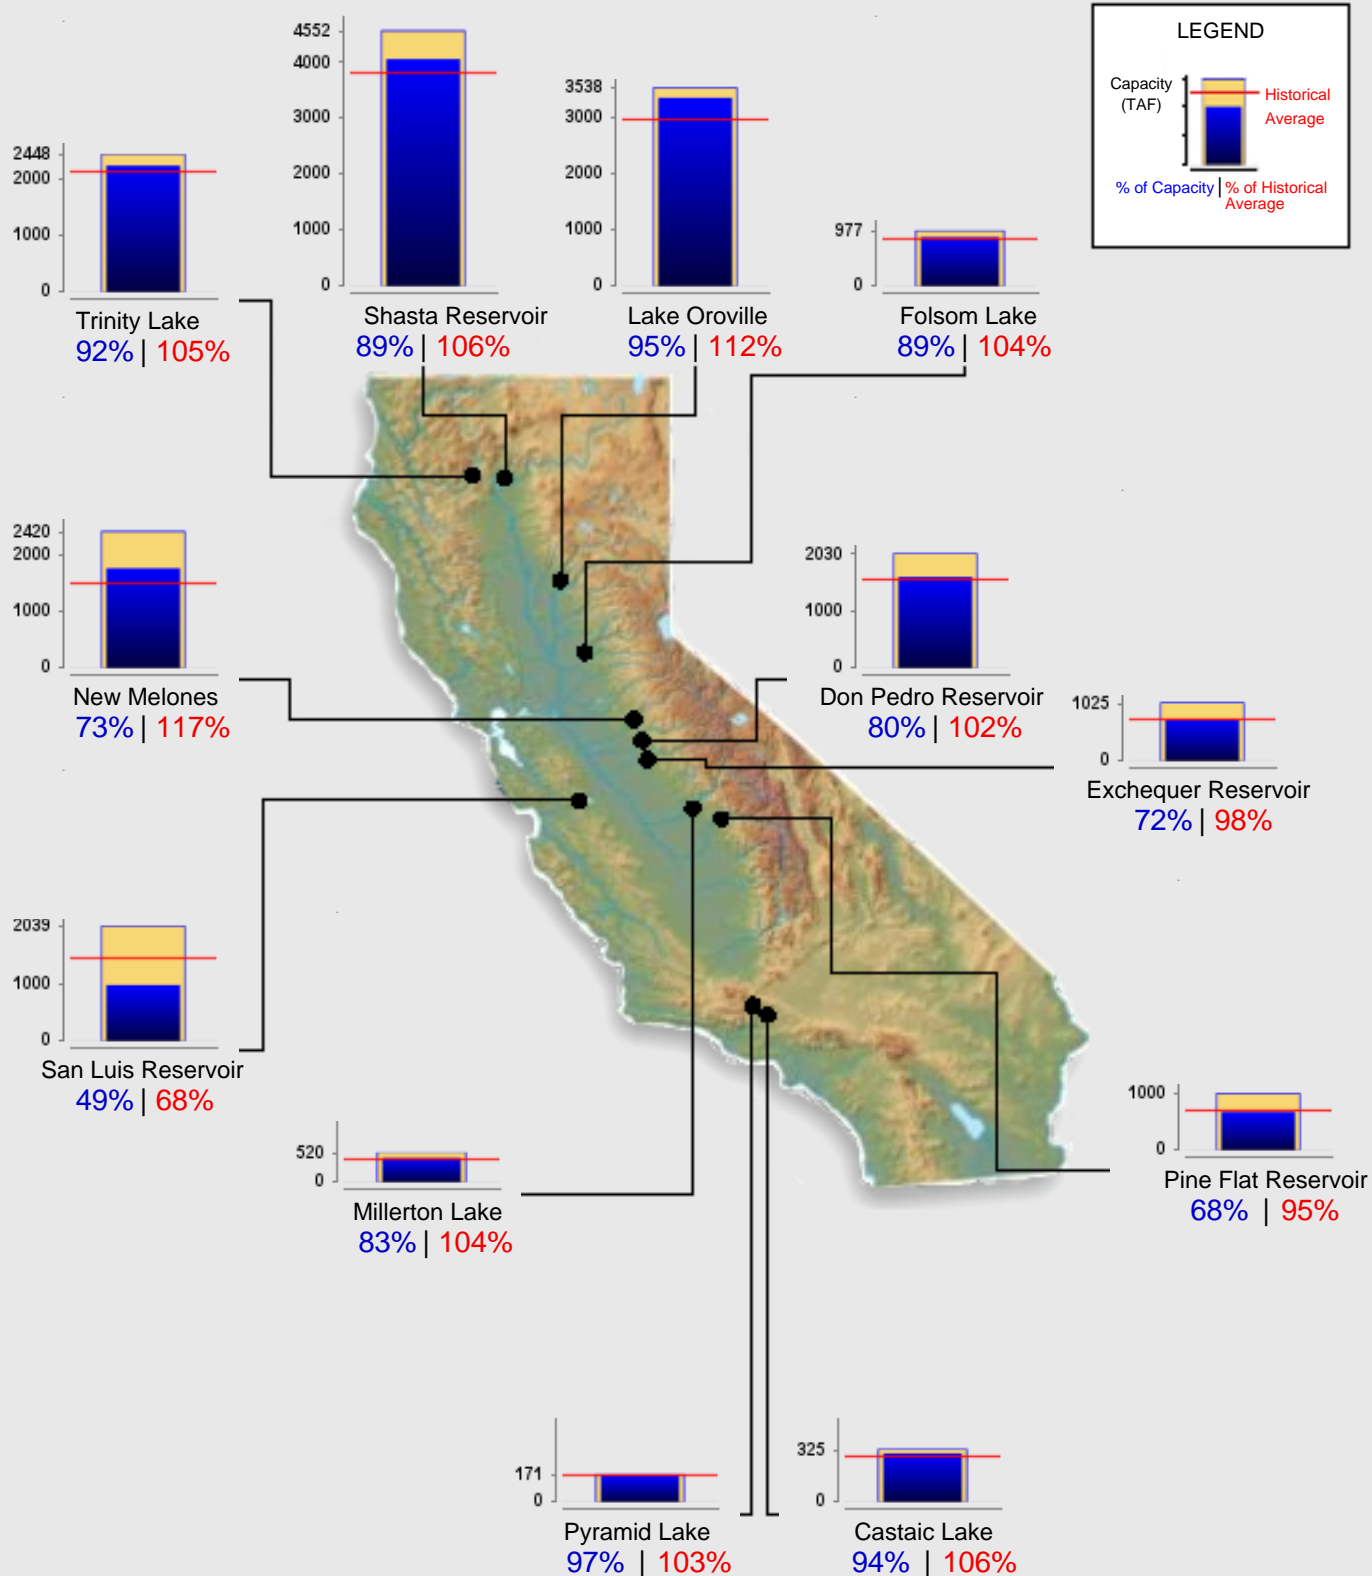 LEGEND
Capacity
(TAF)
Historical
Average
% of Capacity | % of Historical
Average
4552
4000
3000
2000
1000
0
Shasta Reservoir
89% | 106%
3538
3000
2000
1000
0
Lake Oroville
95% | 112%
2448
2000
1000
0
Trinity Lake
92% | 105%
977
0
Folsom Lake
89% | 104%
2420
2000
1000
0
New Melones
73% | 117%
2030
1000
0
Don Pedro Reservoir
80% | 102%
1025
0
Exchequer Reservoir
72% | 98%
2039
1000
0
San Luis Reservoir
49% | 68%
520
0
Millerton Lake
83% | 104%
1000
0
Pine Flat Reservoir
68% | 95%
171
0
Pyramid Lake
97% | 103%
325
0
Castaic Lake
94% | 106%